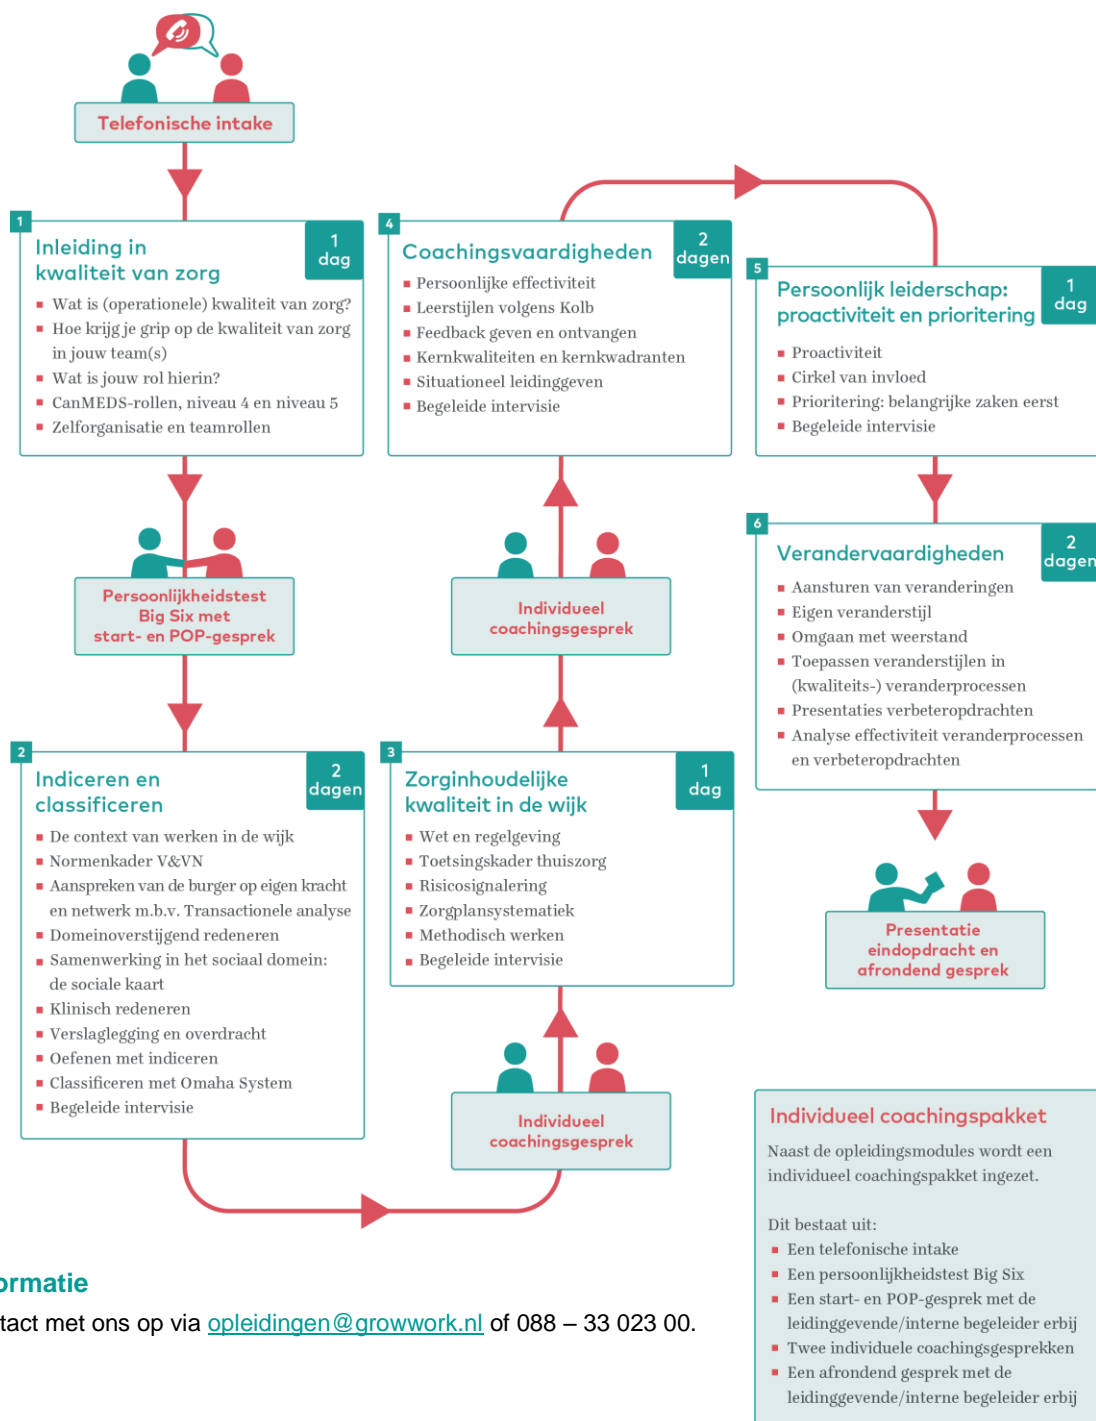 Telefonische intake
1
Inleiding in
kwaliteit van zorg
1
dag
Wat is (operationele) kwaliteit van zorg?
Hoe krijg je grip op de kwaliteit van zorg
in jouw team(s)
Wat is jouw rol hierin?
CanMEDS-rollen, niveau 4 en niveau 5
Zelforganisatie en teamrollen
Persoonlijkheidstest
Big Six met
start- en POP-gesprek
2
Indiceren en
classificeren
2
dagen
De context van werken in de wijk
Normenkader V&VN
Aanspreken van de burger op eigen kracht
en netwerk m.b.v. Transactionele analyse
Domeinoverstijgend redeneren
Samenwerking in het sociaal domein:
de sociale kaart
Klinisch redeneren
Verslaglegging en overdracht
Oefenen met indiceren
Classificeren met Omaha System
Begeleide intervisie
Individueel
coachingsgesprek
3
Zorginhoudelijke
kwaliteit in de wijk
1
dag
Wet en regelgeving
Toetsingskader thuiszorg
Risicosignalering
Zorgplansystematiek
Methodisch werken
Begeleide intervisie
Individueel
coachingsgesprek
4
Coachingsvaardigheden
2
dagen
Persoonlijke effectiviteit
Leerstijlen volgens Kolb
Feedback geven en ontvangen
Kernkwaliteiten en kernkwadranten
Situationeel leidinggeven
Begeleide intervisie
5
Persoonlijk leiderschap:
proactiviteit en prioritering
1
dag
Proactiviteit
Cirkel van invloed
Prioritering: belangrijke zaken eerst
Begeleide intervisie
6
Verandervaardigheden
2
dagen
Aansturen van veranderingen
Eigen veranderstijl
Omgaan met weerstand
Toepassen veranderstijlen in
(kwaliteits-) veranderprocessen
Presentaties verbeteropdrachten
Analyse effectiviteit veranderprocessen
en verbeteropdrachten
Presentatie
eindopdracht en
afrondend gesprek
Individueel coachingspakket
Naast de opleidingsmodules wordt een
individueel coachingspakket ingezet.
Dit bestaat uit:
Een telefonische intake
Een persoonlijkheidstest Big Six
Een start- en POP-gesprek met de
leidinggevende/interne begeleider erbij
Twee individuele coachingsgesprekken
Een afrondend gesprek met de
leidinggevende/interne begeleider erbij
ormatie
tact met ons op via opleidingen@growwork.nl of 088 – 33 023 00.